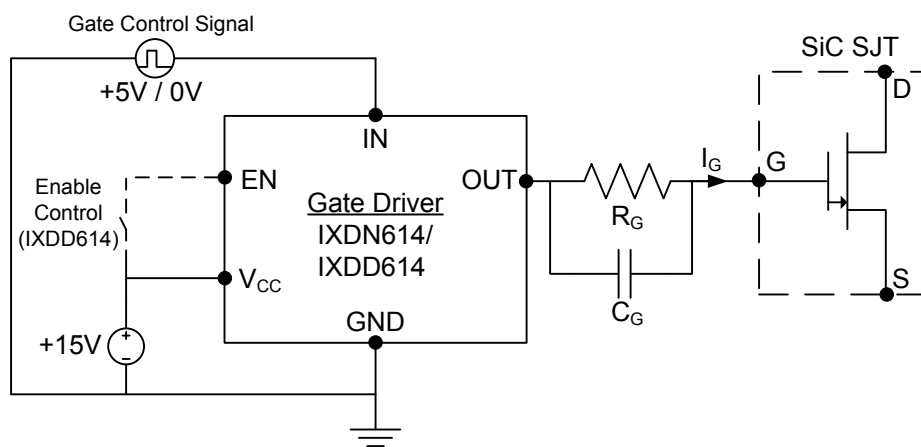 Gate Control Signal
+5V / 0V
SiC SJT
D
IN
EN
Enable
Control
(IXDD614)
OUT
Gate Driver
IXDN614/
IXDD614
I_G
G
R_G
V_CC
C_G
S
GND
+15V
+
−